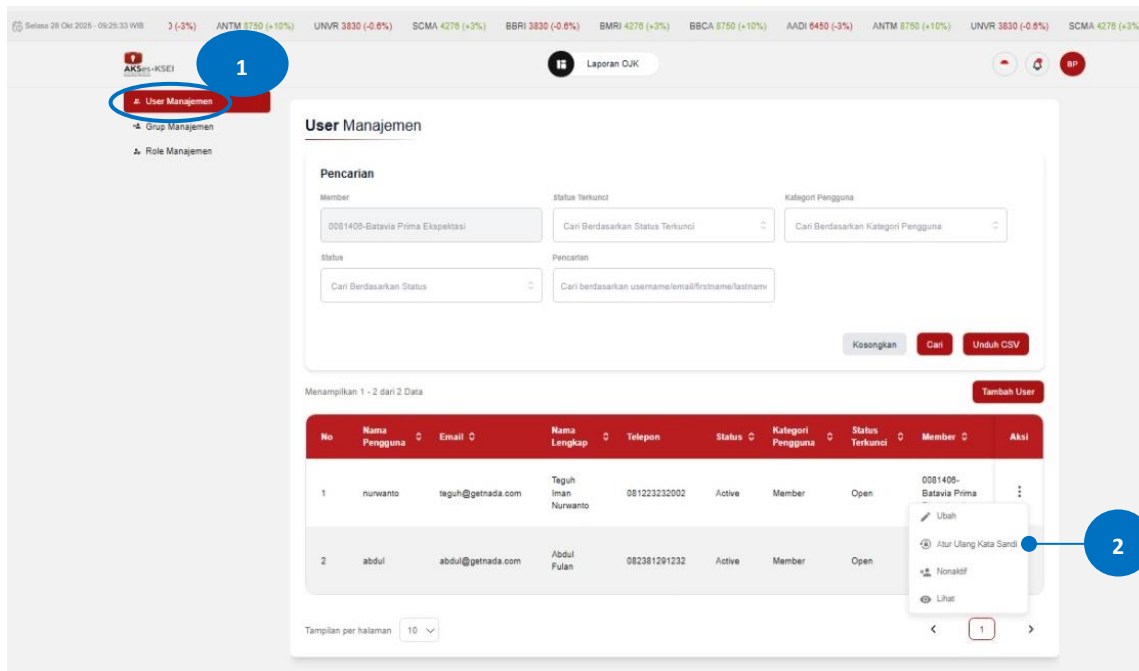 Selasa 28 Okt 2025 - 09:25:33 WIB
(-3%) ANTM 8750 (+10%) UNVR 3830 (-0.6%) SCMA 4276 (+3%) BBRI 3830 (-0.6%) BMRI 4276 (+3%) BBCA 8750 (+10%) AADI 6450 (-3%) ANTM 8750 (+10%) UNVR 3830 (-0.6%) SCMA 4276 (+3%
AKSes-KSEI
1
Laporan OJK
BP
User Manajemen
Grup Manajemen
Role Manajemen
User Manajemen
Pencarian
Member
Status Terkunci
Kategori Pengguna
0081406-Batavia Prima Ekspektasi
Cari Berdasarkan Status Terkunci
Cari Berdasarkan Kategori Pengguna
Status
Pencarian
Cari Berdasarkan Status
Cari berdasarkan username/email/firstname/lastname
Kosongkan
Cari
Unduh CSV
Menampilkan 1 - 2 dari 2 Data
Tambah User
No Nama Pengguna Email Nama Lengkap Telepon Status Kategori Pengguna Status Terkunci Member Aksi
1 nurwanto teguh@getnada.com Teguh Iman Nurwanto 081223232002 Active Member Open 0081406-Batavia Prima
2 abdul abdul@getnada.com Abdul Fulan 082381291232 Active Member Open
Ubah
Atur Ulang Kata Sandi
2
Nonaktif
Lihat
Tampilan per halaman 10
1